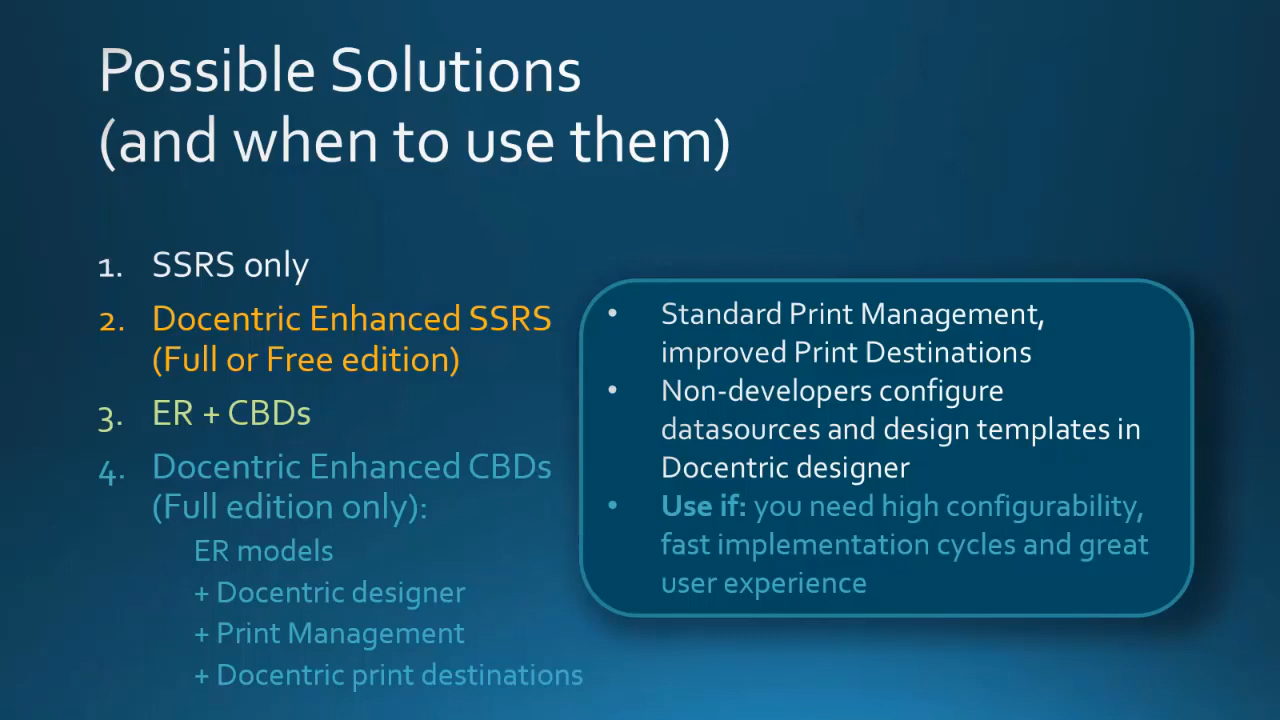 Possible Solutions
(and when to use them)
1. SSRS only
2. Docentric Enhanced SSRS
(Full or Free edition)
3. ER + CBDs
4. Docentric Enhanced CBDs
(Full edition only):
ER models
+ Docentric designer
+ Print Management
+ Docentric print destinations
• Standard Print Management,
improved Print Destinations
• Non-developers configure
datasources and design templates in
Docentric designer
• Use if: you need high configurability,
fast implementation cycles and great
user experience